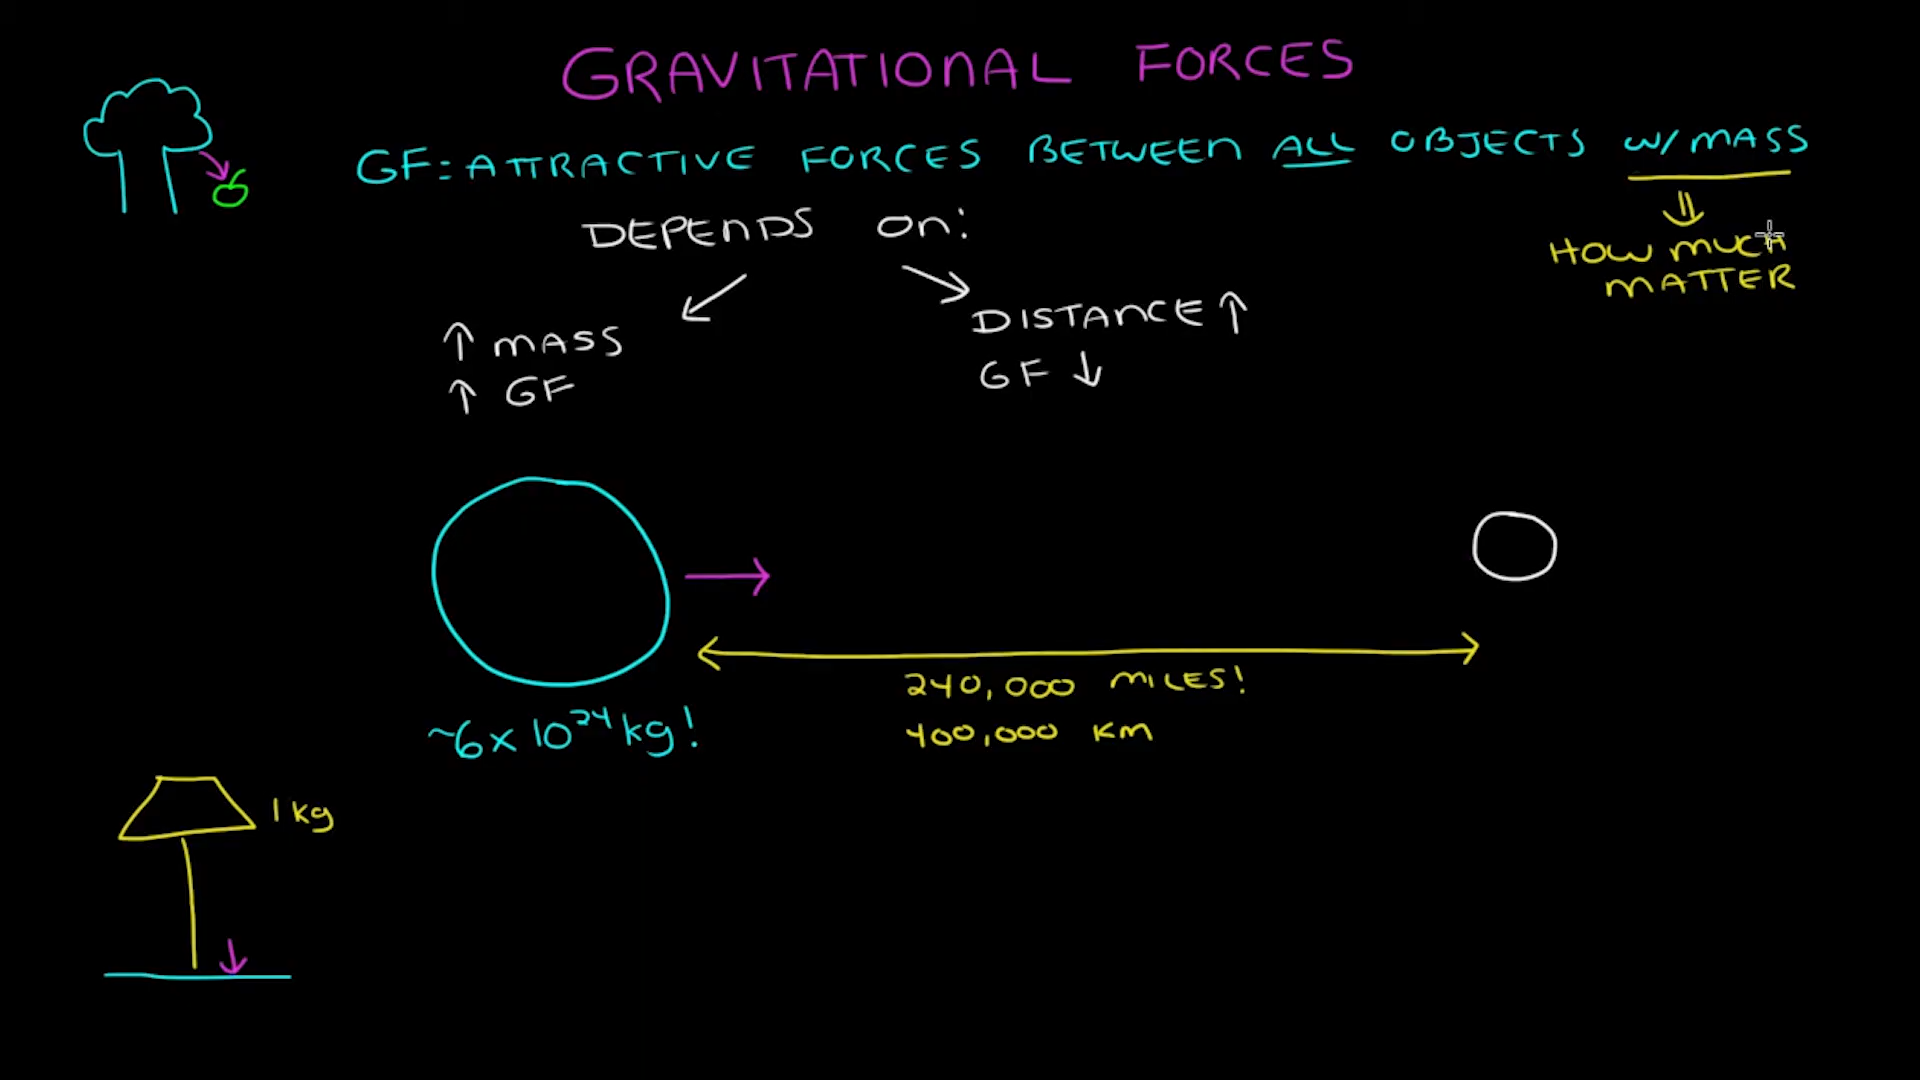 GRAVITATIONAL FORCES
GF: ATTRACTIVE FORCES BETWEEN ALL OBJECTS W/ MASS
⇓
HOW MUCH
MATTER
DEPENDS On:
↑ MASS
↑ GF
DISTANCE ↑
GF ↓
240,000 MILES!
400,000 KM
~6 x 10²⁴ kg!
1 kg